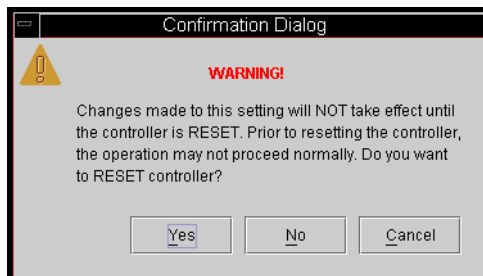 Confirmation Dialog
WARNING!
Changes made to this setting will NOT take effect until
the controller is RESET. Prior to resetting the controller,
the operation may not proceed normally. Do you want
to RESET controller?
Yes No Cancel